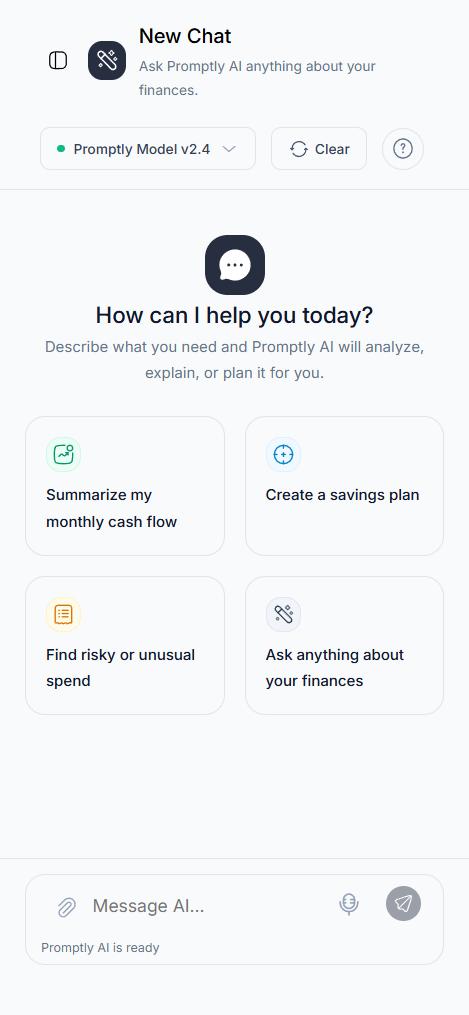 New Chat
Ask Promptly AI anything about your
finances.
Promptly Model v2.4
Clear
How can I help you today?
Describe what you need and Promptly AI will analyze,
explain, or plan it for you.
Summarize my
monthly cash flow
Create a savings plan
Find risky or unusual
spend
Ask anything about
your finances
Message AI...
Promptly AI is ready